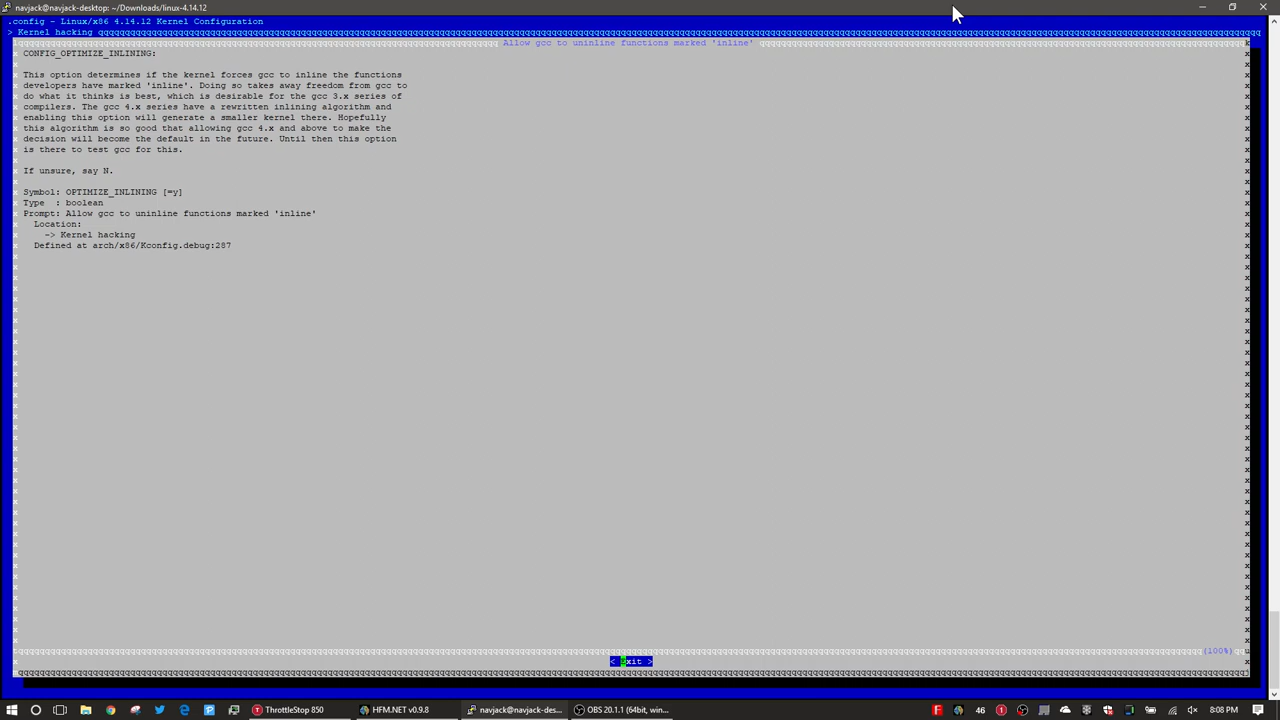 navjack@navjack-desktop: ~/Downloads/linux-4.14.12
.config - Linux/x86 4.14.12 Kernel Configuration
> Kernel hacking
Allow gcc to uninline functions marked 'inline'
CONFIG_OPTIMIZE_INLINING:
This option determines if the kernel forces gcc to inline the functions
developers have marked 'inline'. Doing so takes away freedom from gcc to
do what it thinks is best, which is desirable for the gcc 3.x series of
compilers. The gcc 4.x series have a rewritten inlining algorithm and
enabling this option will generate a smaller kernel there. Hopefully
this algorithm is so good that allowing gcc 4.x and above to make the
decision will become the default in the future. Until then this option
is there to test gcc for this.
If unsure, say N.
Symbol: OPTIMIZE_INLINING [=y]
Type  : boolean
Prompt: Allow gcc to uninline functions marked 'inline'
Location:
-> Kernel hacking
Defined at arch/x86/Kconfig.debug:287
(100%)
< Exit >
ThrottleStop 850
HFM.NET v0.9.8
navjack@navjack-des...
OBS 20.1.1 (64bit, win...
46
8:08 PM